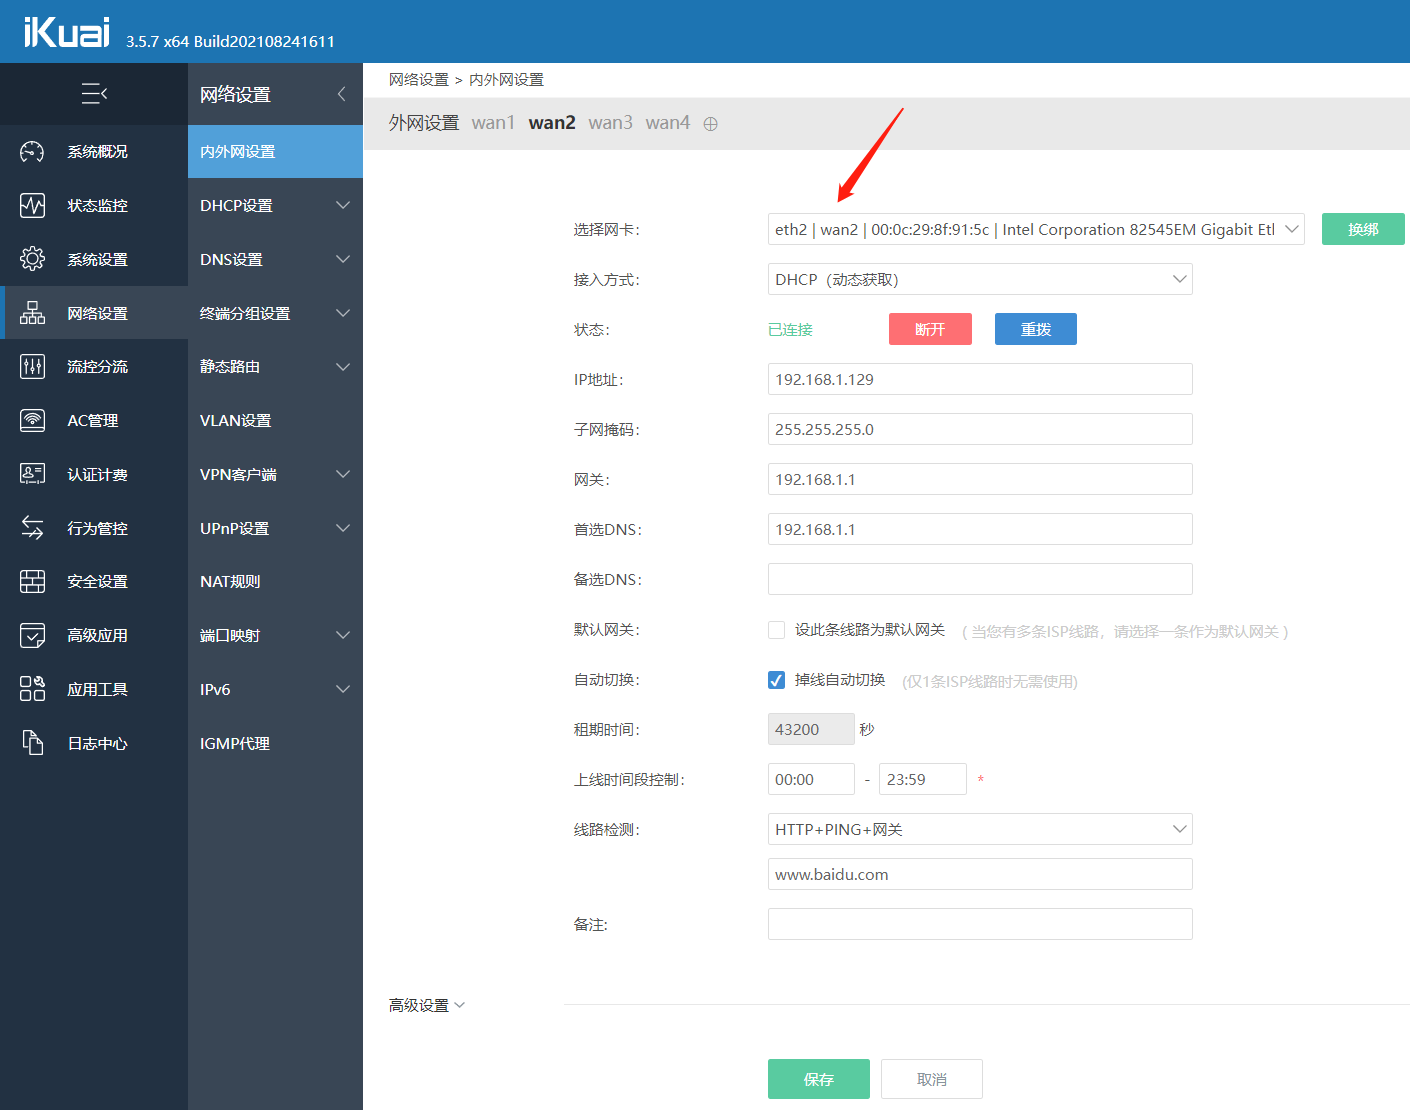 iKuai 3.5.7 x64 Build202108241611
网络设置
系统概况
状态监控
系统设置
网络设置
流控分流
AC管理
认证计费
行为管控
安全设置
高级应用
应用工具
日志中心
内外网设置
DHCP设置
DNS设置
终端分组设置
静态路由
VLAN设置
VPN客户端
UPnP设置
NAT规则
端口映射
IPv6
IGMP代理
网络设置 > 内外网设置
外网设置 wan1 wan2 wan3 wan4
选择网卡： eth2 | wan2 | 00:0c:29:8f:91:5c | Intel Corporation 82545EM Gigabit Etl 换绑
接入方式： DHCP（动态获取）
状态： 已连接 断开 重拨
IP地址： 192.168.1.129
子网掩码： 255.255.255.0
网关： 192.168.1.1
首选DNS： 192.168.1.1
备选DNS：
默认网关： 设此条线路为默认网关 （ 当您有多条ISP线路，请选择一条作为默认网关 ）
自动切换： 掉线自动切换 (仅1条ISP线路时无需使用)
租期时间： 43200 秒
上线时间段控制： 00:00 - 23:59 *
线路检测： HTTP+PING+网关
www.baidu.com
备注:
高级设置
保存 取消